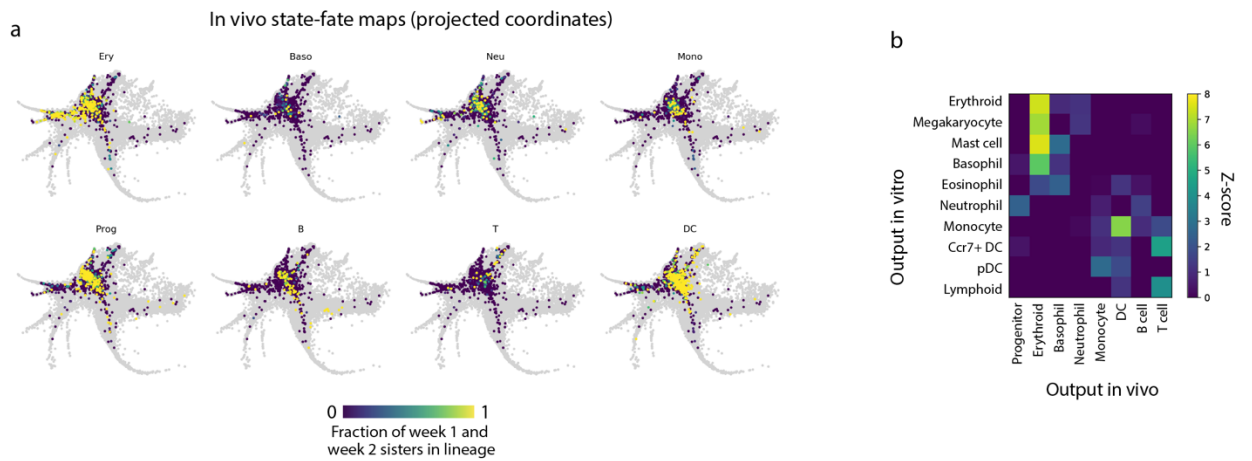 In vivo state-fate maps (projected coordinates)
a
Ery
Baso
Neu
Mono
Prog
B
T
DC
0
1
Fraction of week 1 and
week 2 sisters in lineage
b
Output in vitro
Erythroid
Megakaryocyte
Mast cell
Basophil
Eosinophil
Neutrophil
Monocyte
Ccr7+ DC
pDC
Lymphoid
Progenitor
Erythroid
Basophil
Neutrophil
Monocyte
DC
B cell
T cell
Output in vivo
8
7
6
5
4
3
2
1
0
Z-score